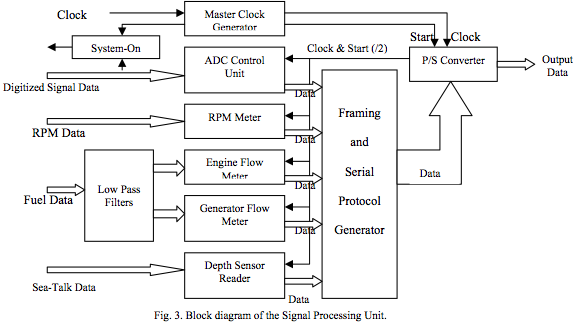 Clock
Master Clock
Generator
Start
Clock
System-On
Clock & Start (/2)
ADC Control
Unit
P/S Converter
Output
Data
Digitized Signal Data
Data
RPM Meter
RPM Data
Data
Framing
and
Serial
Protocol
Generator
Engine Flow
Meter
Data
Data
Low Pass
Filters
Fuel Data
Generator Flow
Meter
Data
Depth Sensor
Reader
Sea-Talk Data
Data
Fig. 3. Block diagram of the Signal Processing Unit.